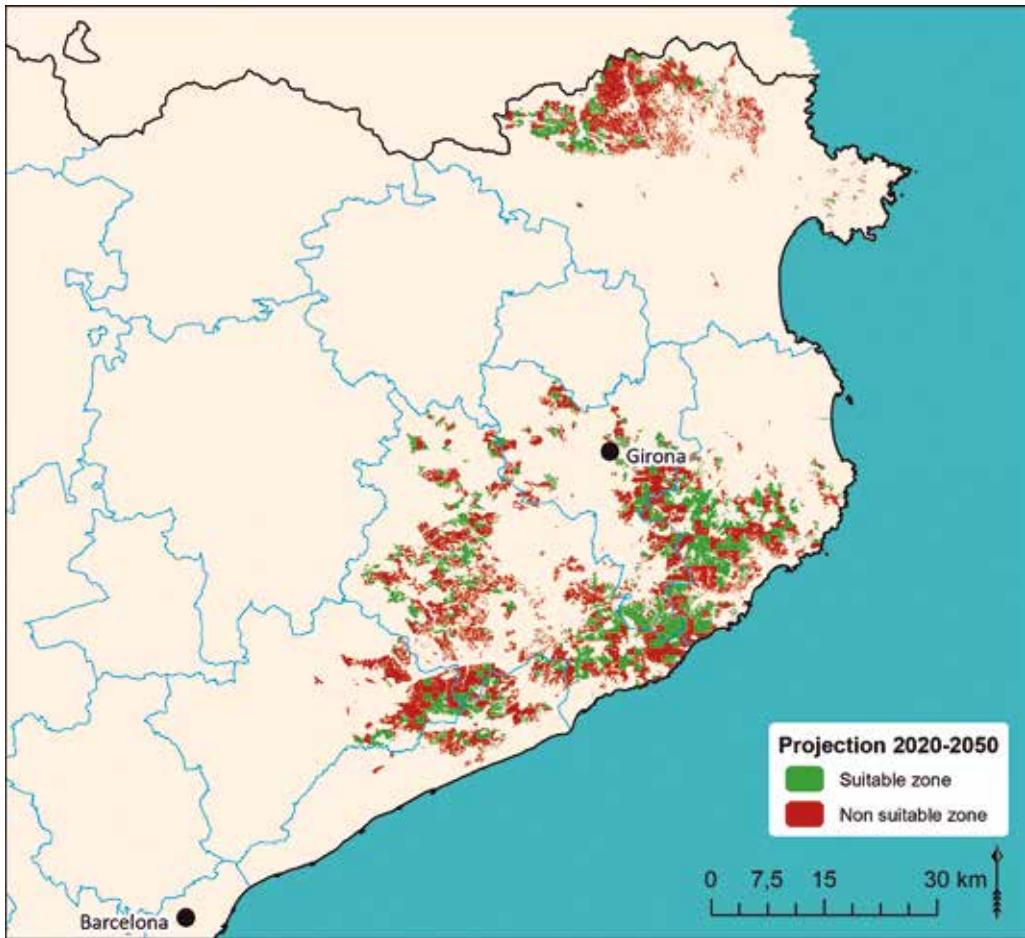 Girona
Projection 2020-2050
Suitable zone
Non suitable zone
0 7,5 15 30 km
Barcelona